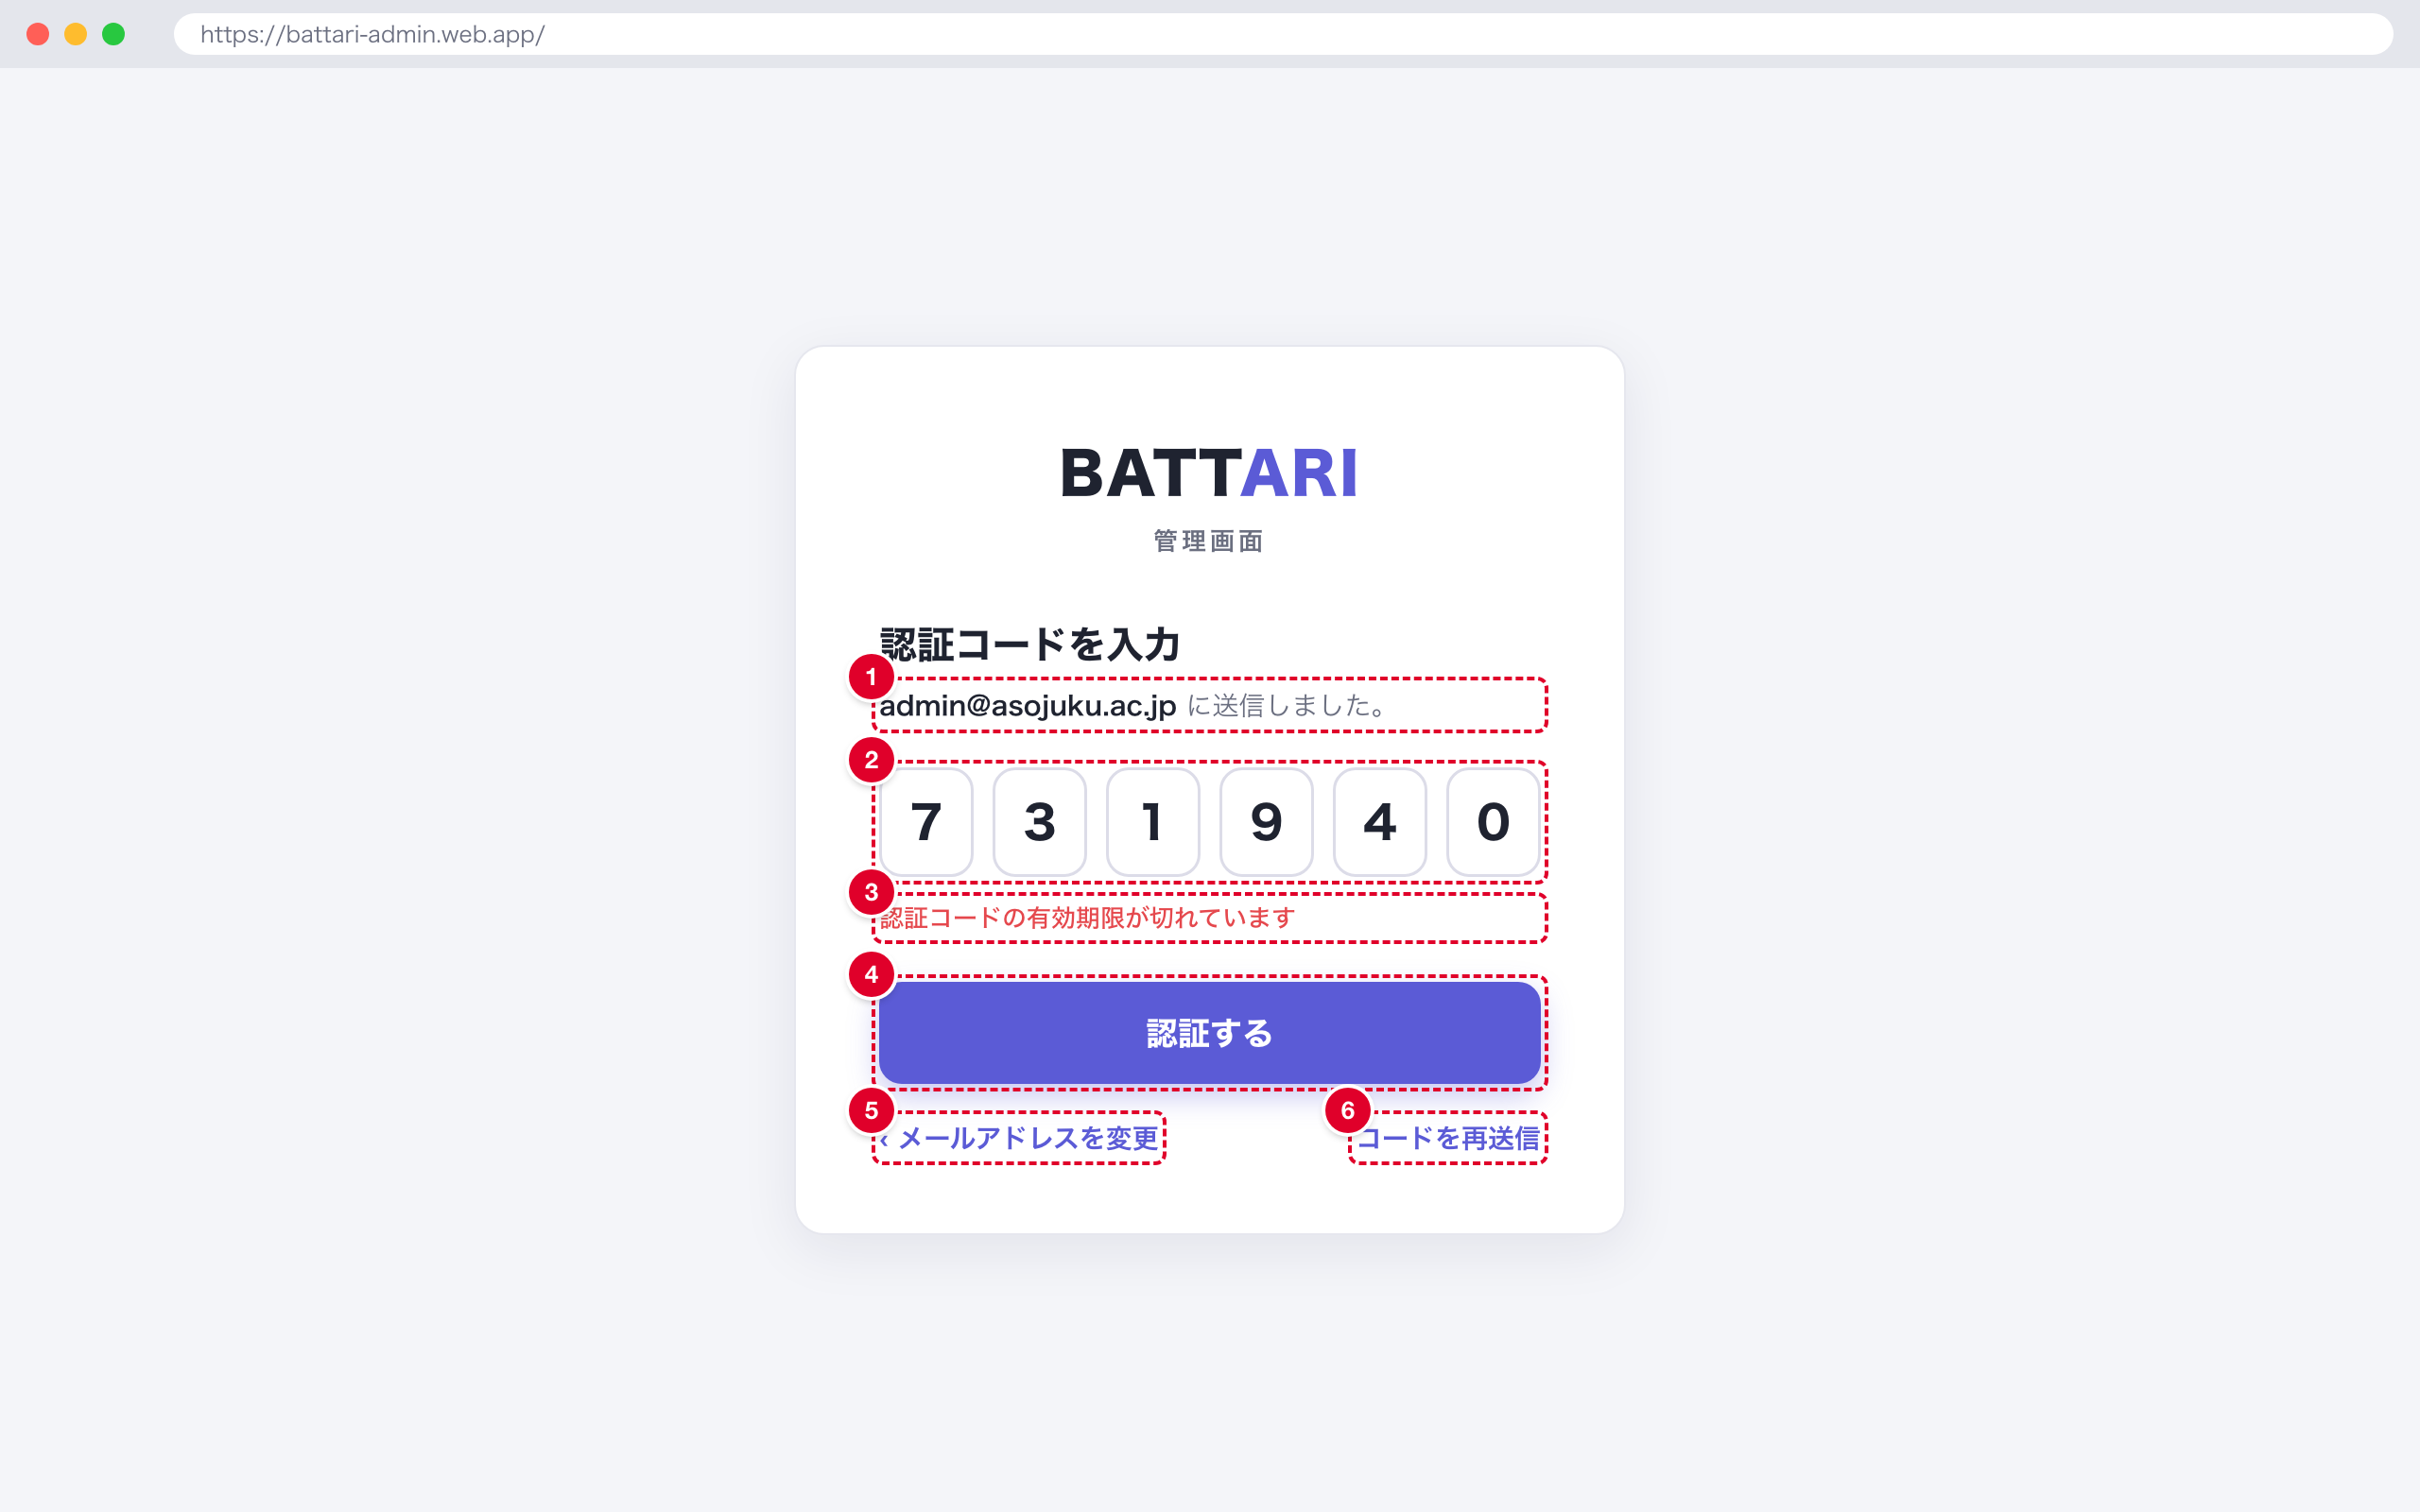 https://battari-admin.web.app/
BATTARI
管理画面
認証コードを入力
1
admin@asojuku.ac.jp に送信しました。
2
7 3 1 9 4 0
3
認証コードの有効期限が切れています
4
認証する
5 6
‹ メールアドレスを変更 コードを再送信